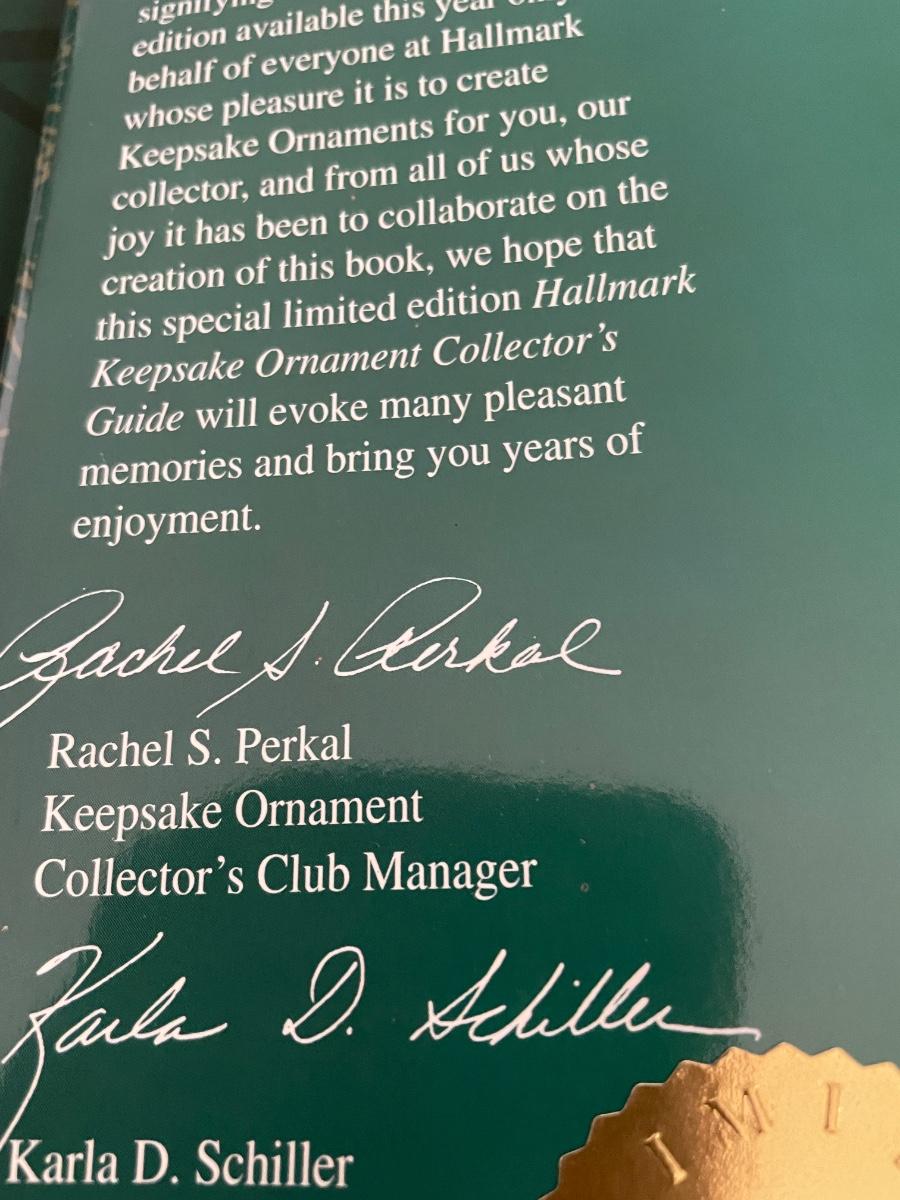 signifying
edition available this year only
behalf of everyone at Hallmark
whose pleasure it is to create
Keepsake Ornaments for you, our
collector, and from all of us whose
joy it has been to collaborate on the
creation of this book, we hope that
this special limited edition Hallmark
Keepsake Ornament Collector’s
Guide will evoke many pleasant
memories and bring you years of
enjoyment.
Rachel S. Perkal
Rachel S. Perkal
Keepsake Ornament
Collector’s Club Manager
Karla D. Schiller
Karla D. Schiller
I M I